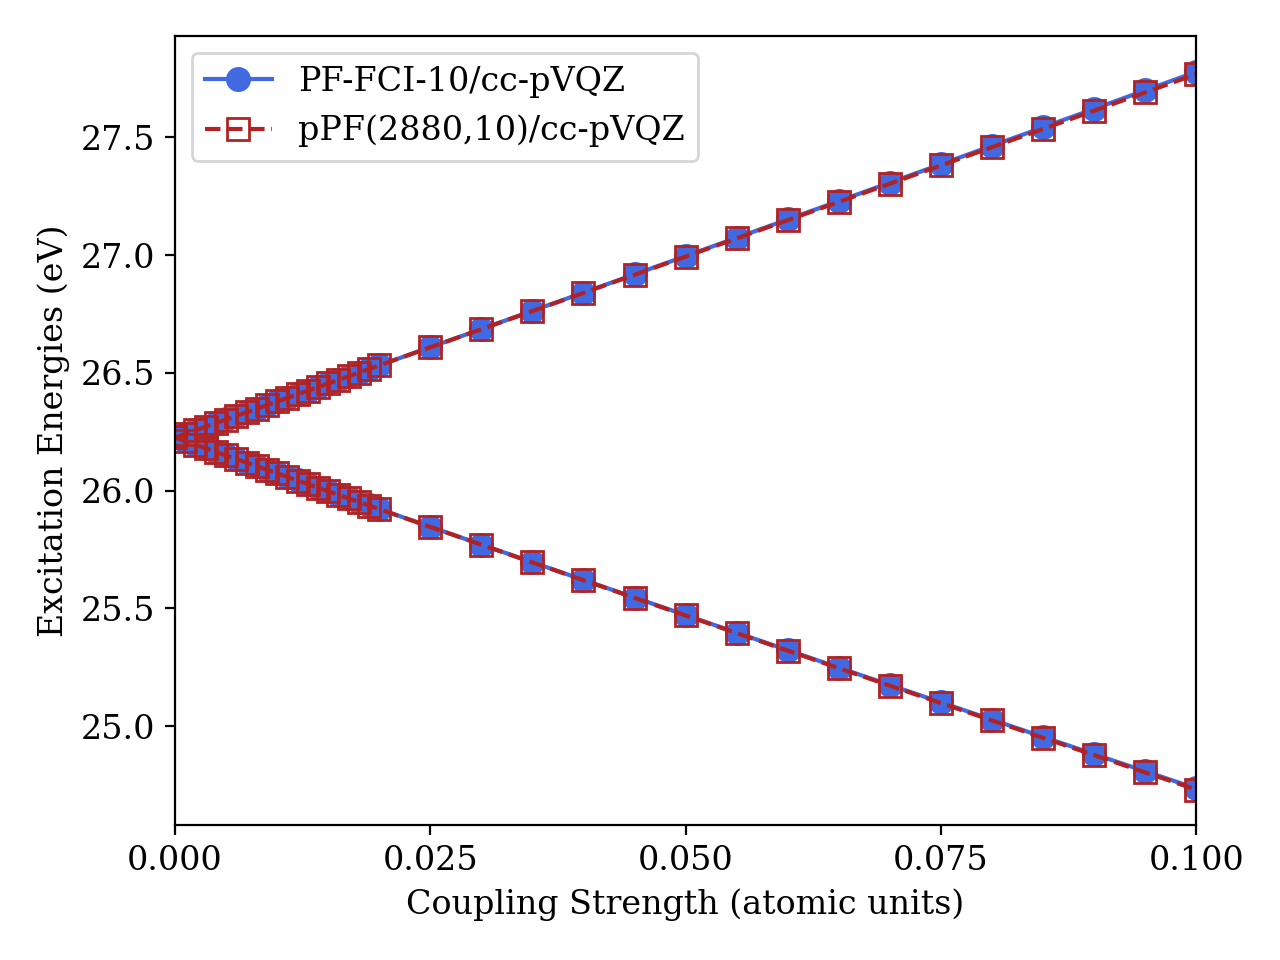 PF-FCI-10/cc-pVQZ
pPF(2880,10)/cc-pVQZ
Excitation Energies (eV)
27.5
27.0
26.5
26.0
25.5
25.0
0.000 0.025 0.050 0.075 0.100
Coupling Strength (atomic units)